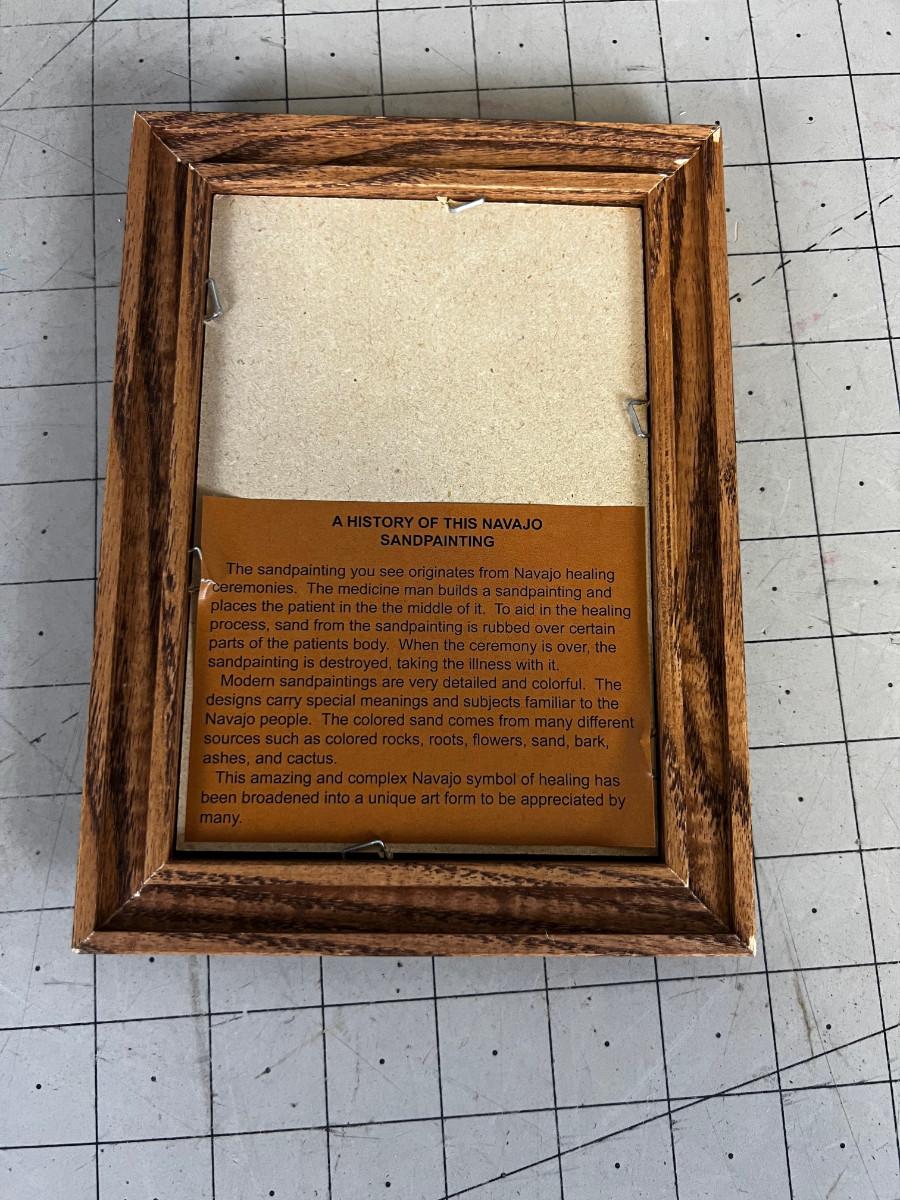 A HISTORY OF THIS NAVAJO
SANDPAINTING
The sandpainting you see originates from Navajo healing
ceremonies. The medicine man builds a sandpainting and
places the patient in the the middle of it. To aid in the healing
process, sand from the sandpainting is rubbed over certain
parts of the patients body. When the ceremony is over, the
sandpainting is destroyed, taking the illness with it.
Modern sandpaintings are very detailed and colorful. The
designs carry special meanings and subjects familiar to the
Navajo people. The colored sand comes from many different
sources such as colored rocks, roots, flowers, sand, bark,
ashes, and cactus.
This amazing and complex Navajo symbol of healing has
been broadened into a unique art form to be appreciated by
many.